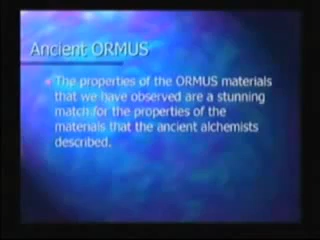 Ancient ORMUS
The properties of the ORMUS materials
that we have observed are a stunning
match for the properties of the
materials that the ancient alchemists
described.